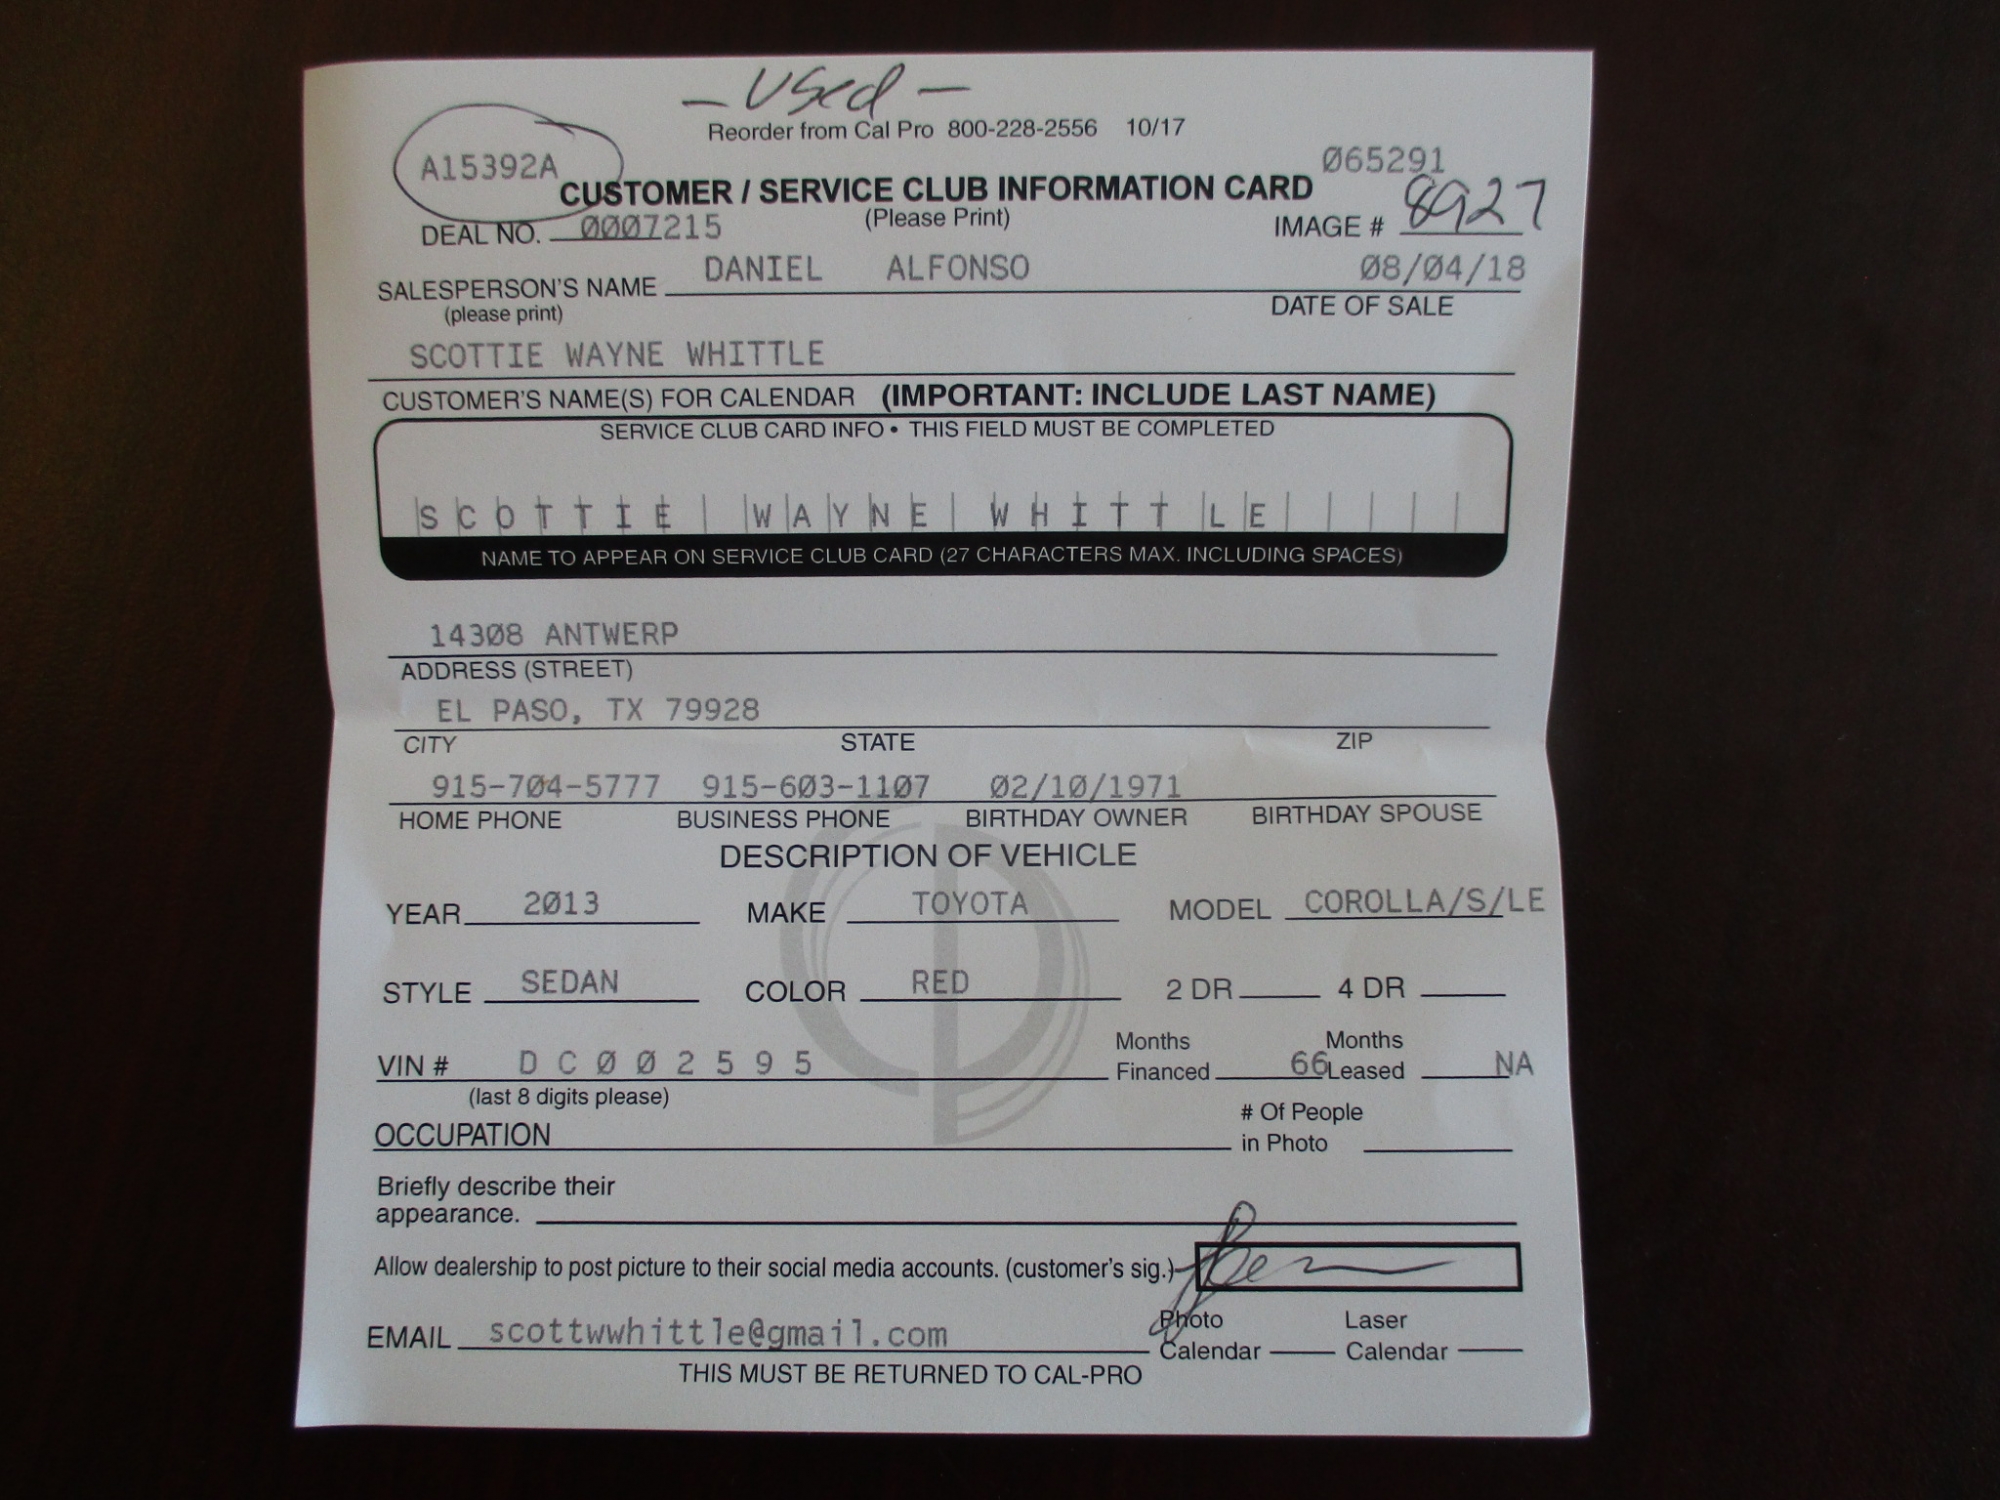 - Used -
Reorder from Cal Pro 800-228-2556 10/17
A15392A
065291
CUSTOMER / SERVICE CLUB INFORMATION CARD
DEAL NO. 0007215 (Please Print) IMAGE # 8927
SALESPERSON'S NAME DANIEL ALFONSO 08/04/18
(please print) DATE OF SALE
SCOTTIE WAYNE WHITTLE
CUSTOMER'S NAME(S) FOR CALENDAR (IMPORTANT: INCLUDE LAST NAME)
SERVICE CLUB CARD INFO • THIS FIELD MUST BE COMPLETED
SCOTTIE WAYNE WHITTLE
NAME TO APPEAR ON SERVICE CLUB CARD (27 CHARACTERS MAX. INCLUDING SPACES)
14308 ANTWERP
ADDRESS (STREET)
EL PASO, TX 79928
CITY STATE ZIP
915-704-5777 915-603-1107 02/10/1971
HOME PHONE BUSINESS PHONE BIRTHDAY OWNER BIRTHDAY SPOUSE
DESCRIPTION OF VEHICLE
YEAR 2013 MAKE TOYOTA MODEL COROLLA/S/LE
STYLE SEDAN COLOR RED 2 DR 4 DR
VIN # DC002595 Months Financed 66 Months Leased NA
(last 8 digits please)
OCCUPATION # Of People in Photo
Briefly describe their
appearance.
Allow dealership to post picture to their social media accounts. (customer's sig.)
EMAIL scottwwhittle@gmail.com Photo Calendar Laser Calendar
THIS MUST BE RETURNED TO CAL-PRO